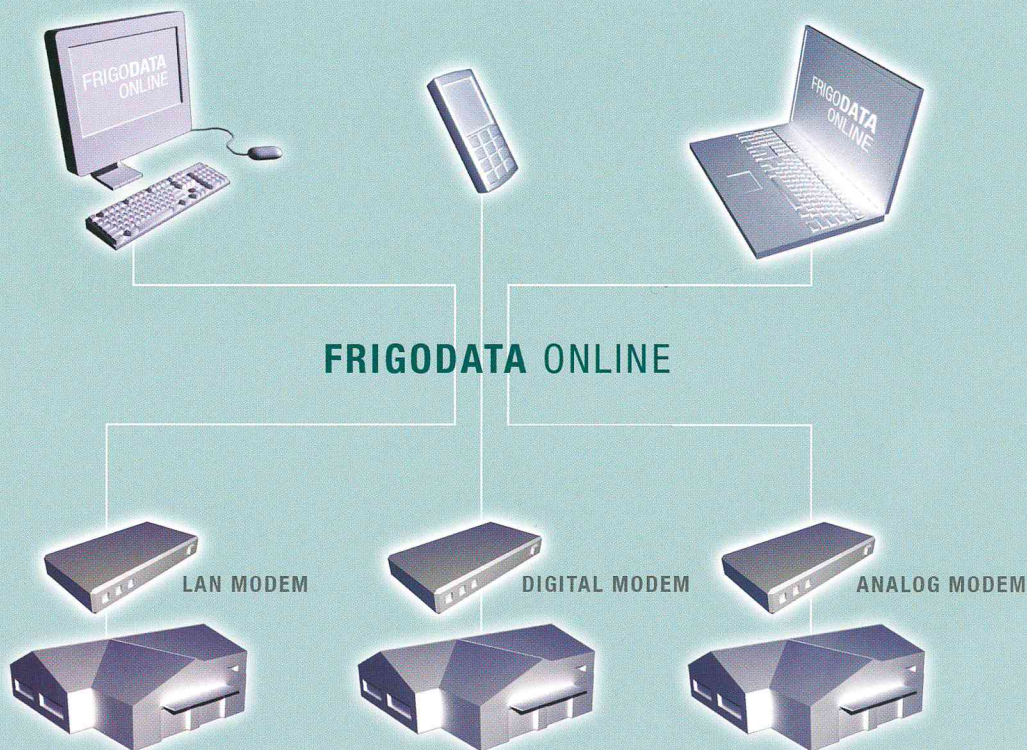 FRIGODATA
ONLINE
FRIGODATA
ONLINE
FRIGODATA ONLINE
LAN MODEM
DIGITAL MODEM
ANALOG MODEM